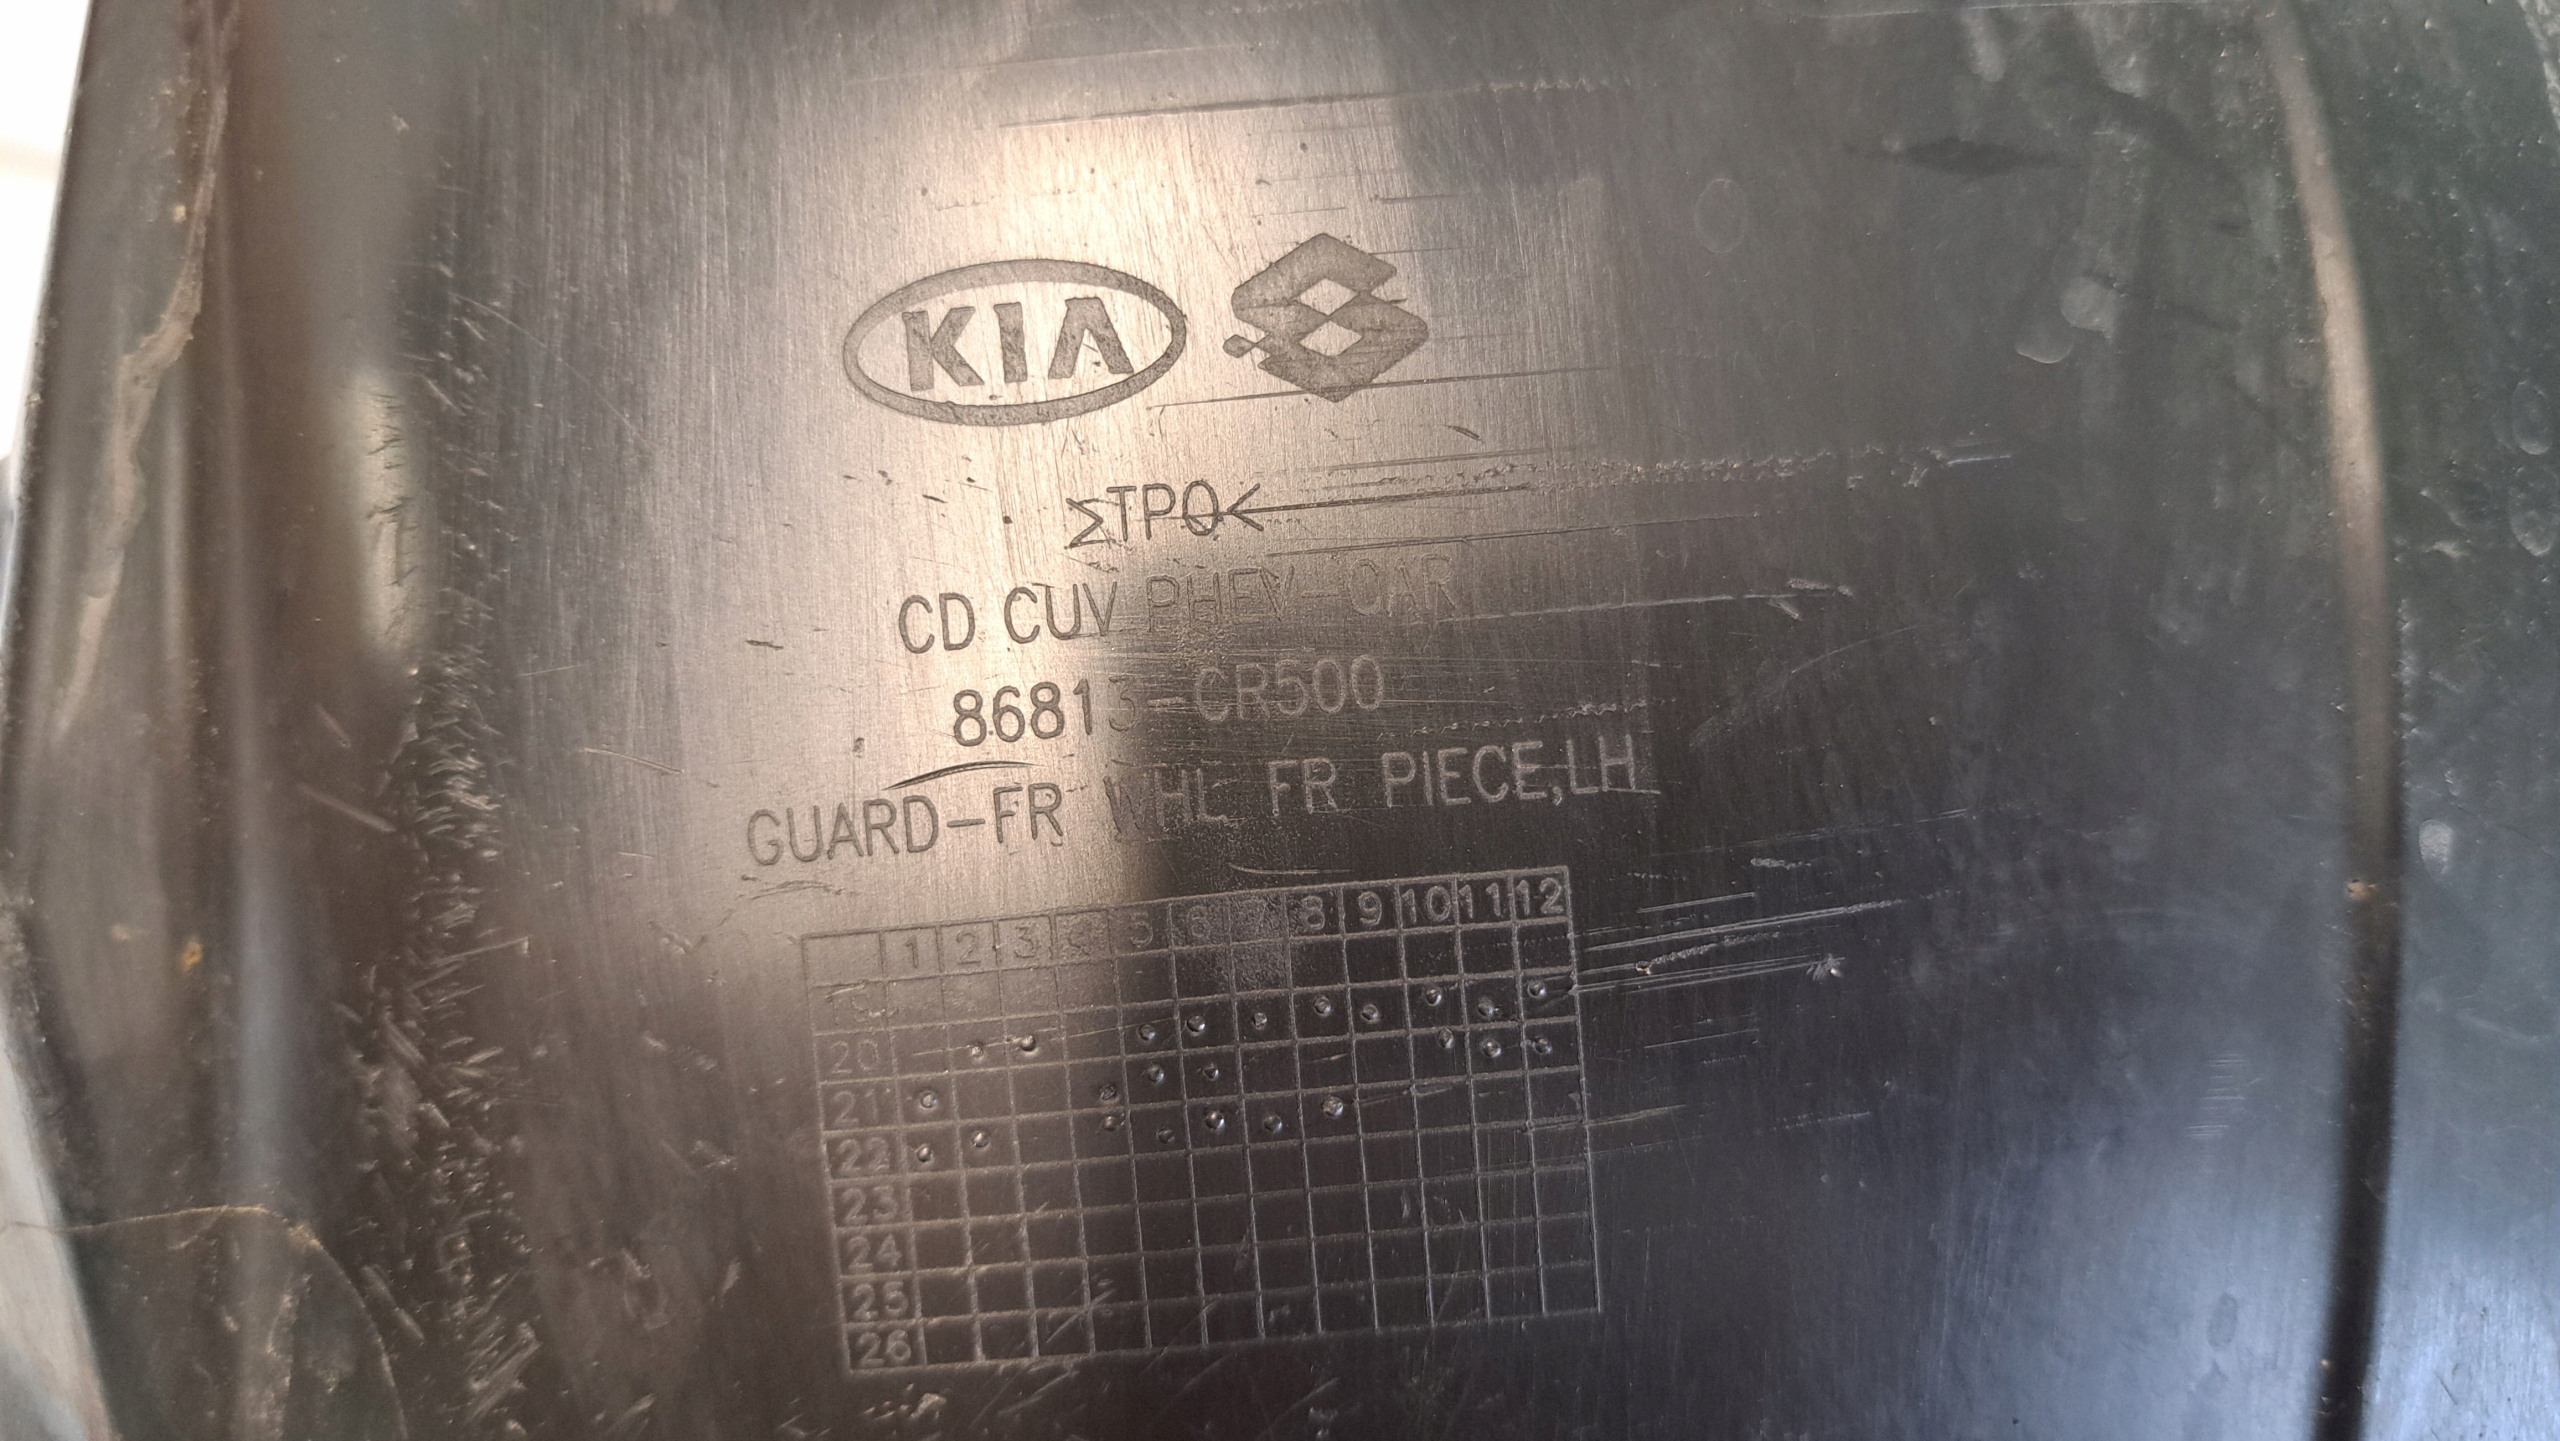 KIA
>TPO<
CD CUV PHEV-CAR
86813-CR500
GUARD-FR WHL FR PIECE,LH
1 2 3 4 5 6 7 8 9 10 11 12
20
21
22
23
24
25
26